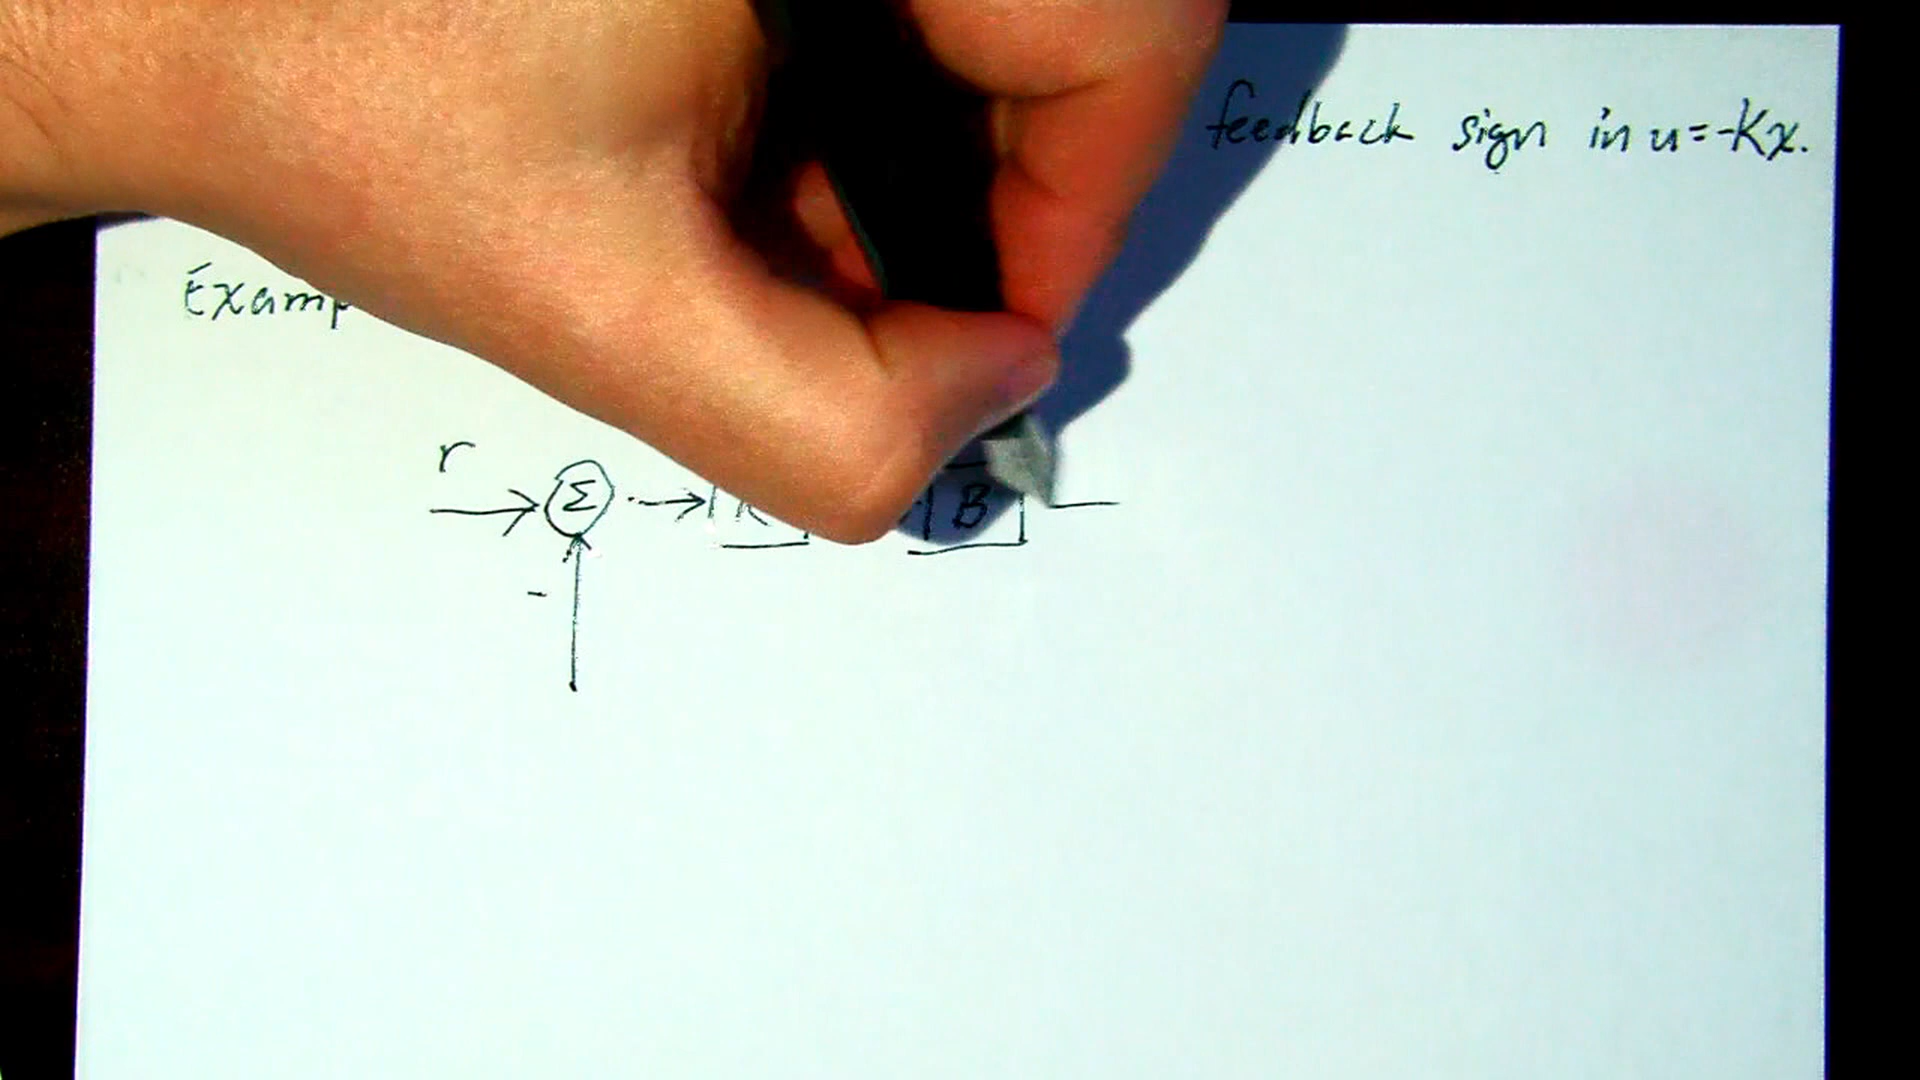 feedback sign in u=-Kx.
Examp
r
Σ K B
-